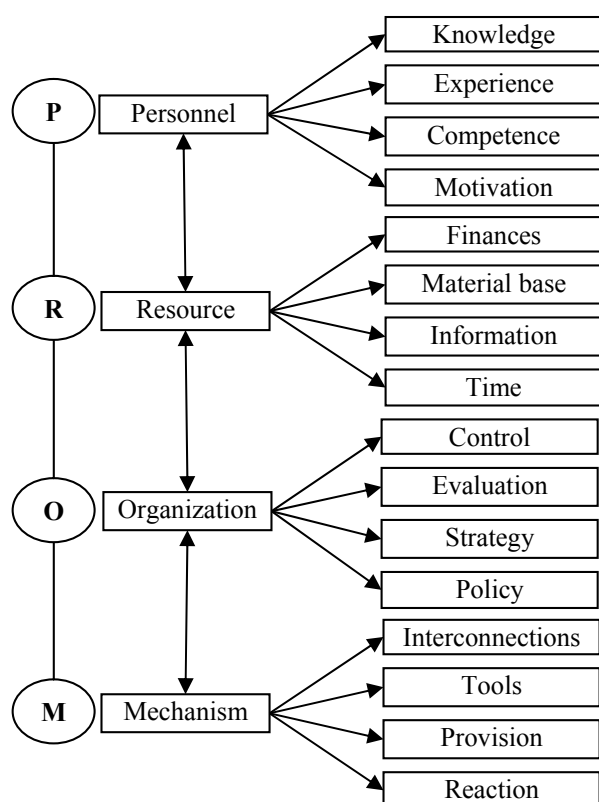 P
Personnel
Knowledge
Experience
Competence
Motivation
R
Resource
Finances
Material base
Information
Time
O
Organization
Control
Evaluation
Strategy
Policy
M
Mechanism
Interconnections
Tools
Provision
Reaction